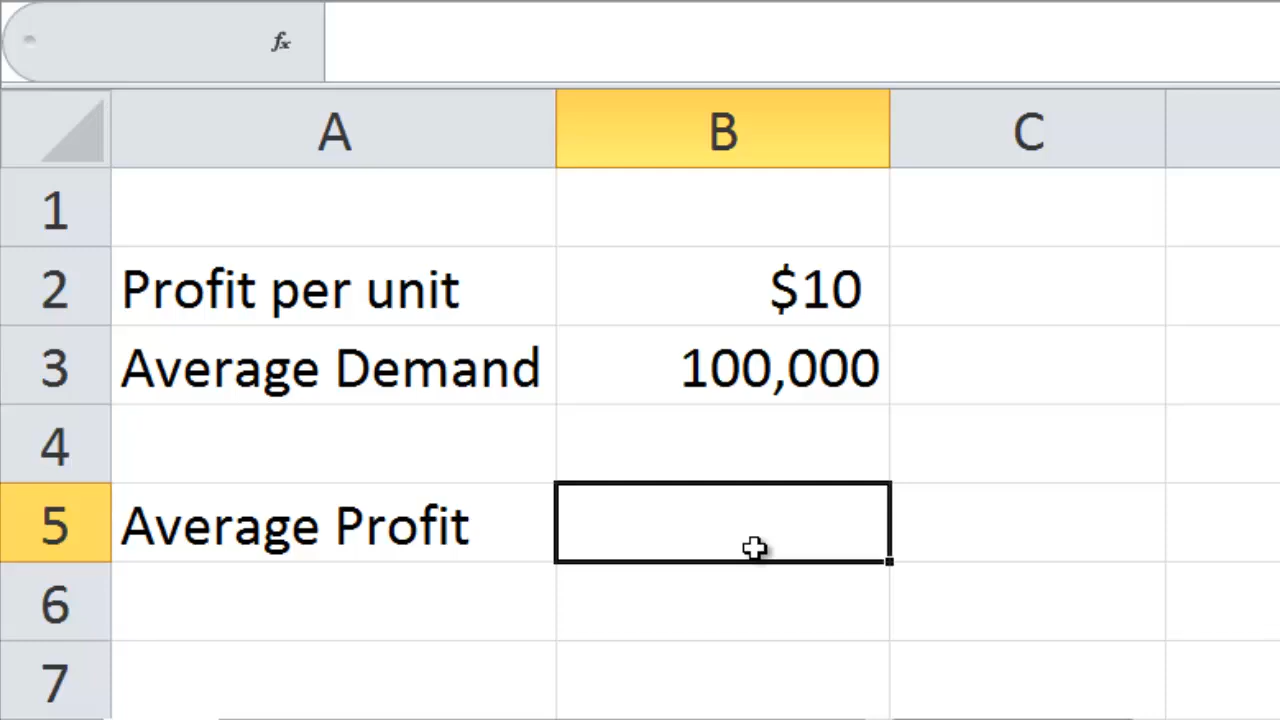 fx
A B C
1
2 Profit per unit $10
3 Average Demand 100,000
4
5 Average Profit
6
7